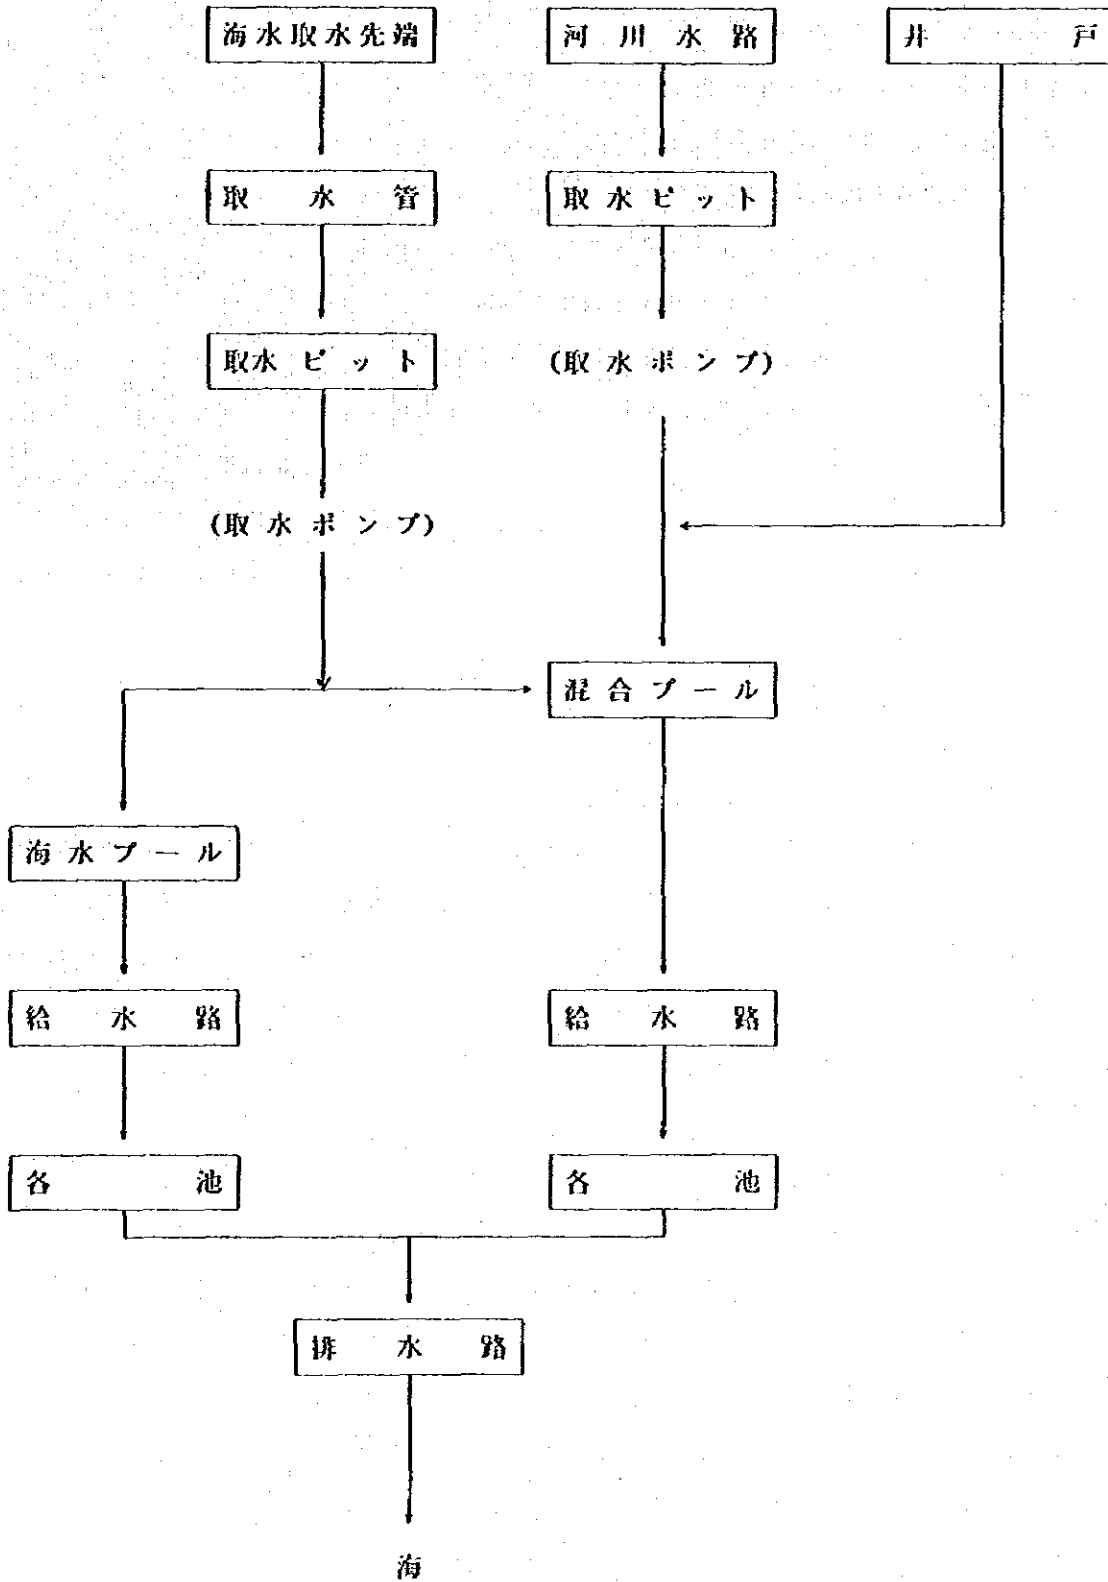 海水取水先端
河川水路
井戸
取水管
取水ピット
取水ピット
(取水ポンプ)
(取水ポンプ)
混合プール
海水プール
給水路
給水路
各池
各池
排水路
海